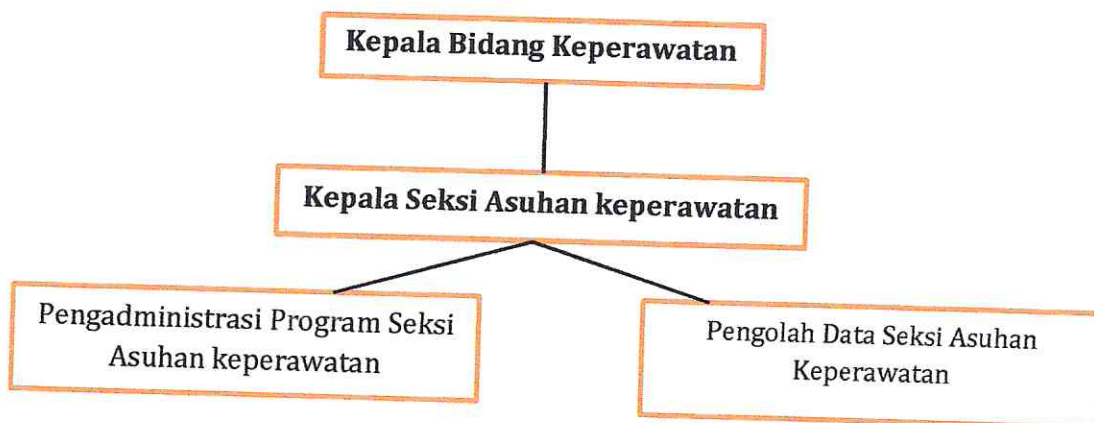 Kepala Bidang Keperawatan
Kepala Seksi Asuhan keperawatan
Pengadministrasi Program Seksi
Asuhan keperawatan
Pengolah Data Seksi Asuhan
Keperawatan